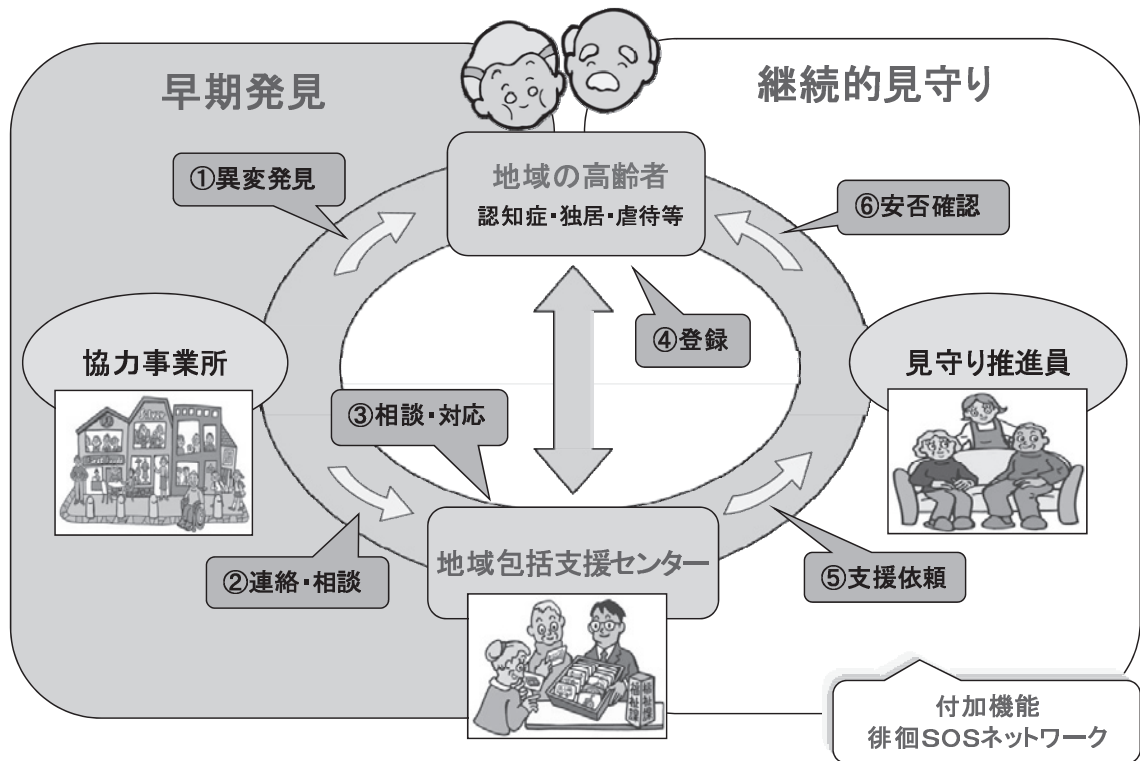 早期発見
継続的見守り
地域の高齢者
認知症・独居・虐待等
①異変発見
⑥安否確認
④登録
協力事業所
見守り推進員
③相談・対応
②連絡・相談
地域包括支援センター
⑤支援依頼
福祉課
付加機能
徘徊SOSネットワーク